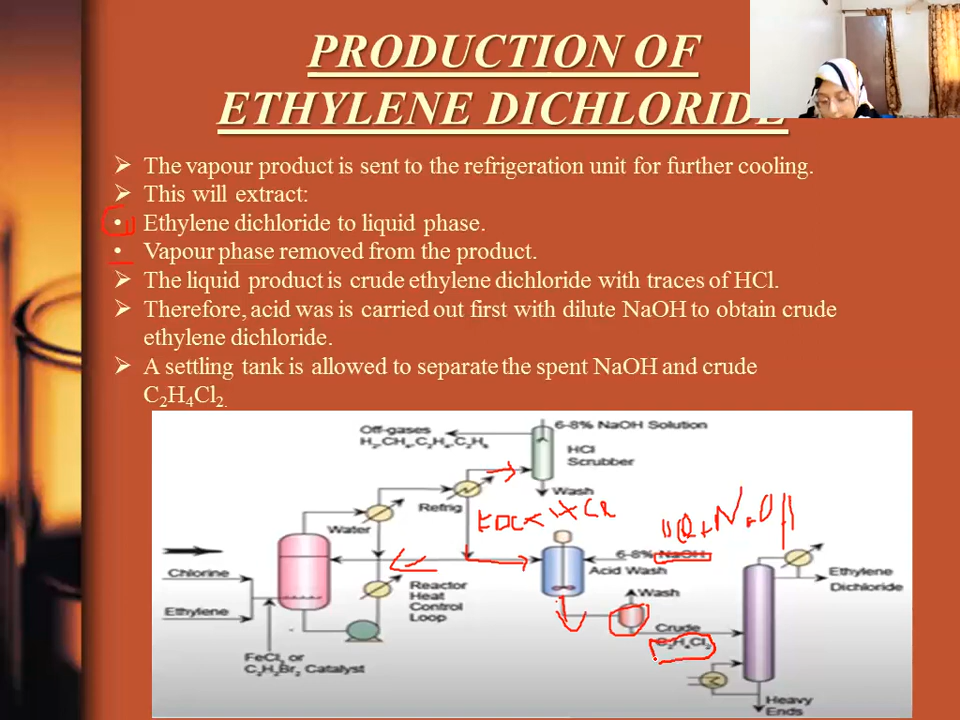 PRODUCTION OF
ETHYLENE DICHLORIDE
The vapour product is sent to the refrigeration unit for further cooling.
This will extract:
Ethylene dichloride to liquid phase.
Vapour phase removed from the product.
The liquid product is crude ethylene dichloride with traces of HCl.
Therefore, acid was is carried out first with dilute NaOH to obtain crude
ethylene dichloride.
A settling tank is allowed to separate the spent NaOH and crude
C₂H₄Cl₂.
6-8% NaOH Solution
Off-gases
H₂,CH₄,C₂H₄,C₂H₆
HCl
Scrubber
Wash
Refrig
Water
EDC
6-8% NaOH
Acid Wash
Chlorine
Ethylene
Reactor
Heat
Control
Loop
Wash
Crude
C₂H₄Cl₂
Ethylene
Dichloride
FeCl₃ or
C₂H₂Br₂ Catalyst
Heavy
Ends